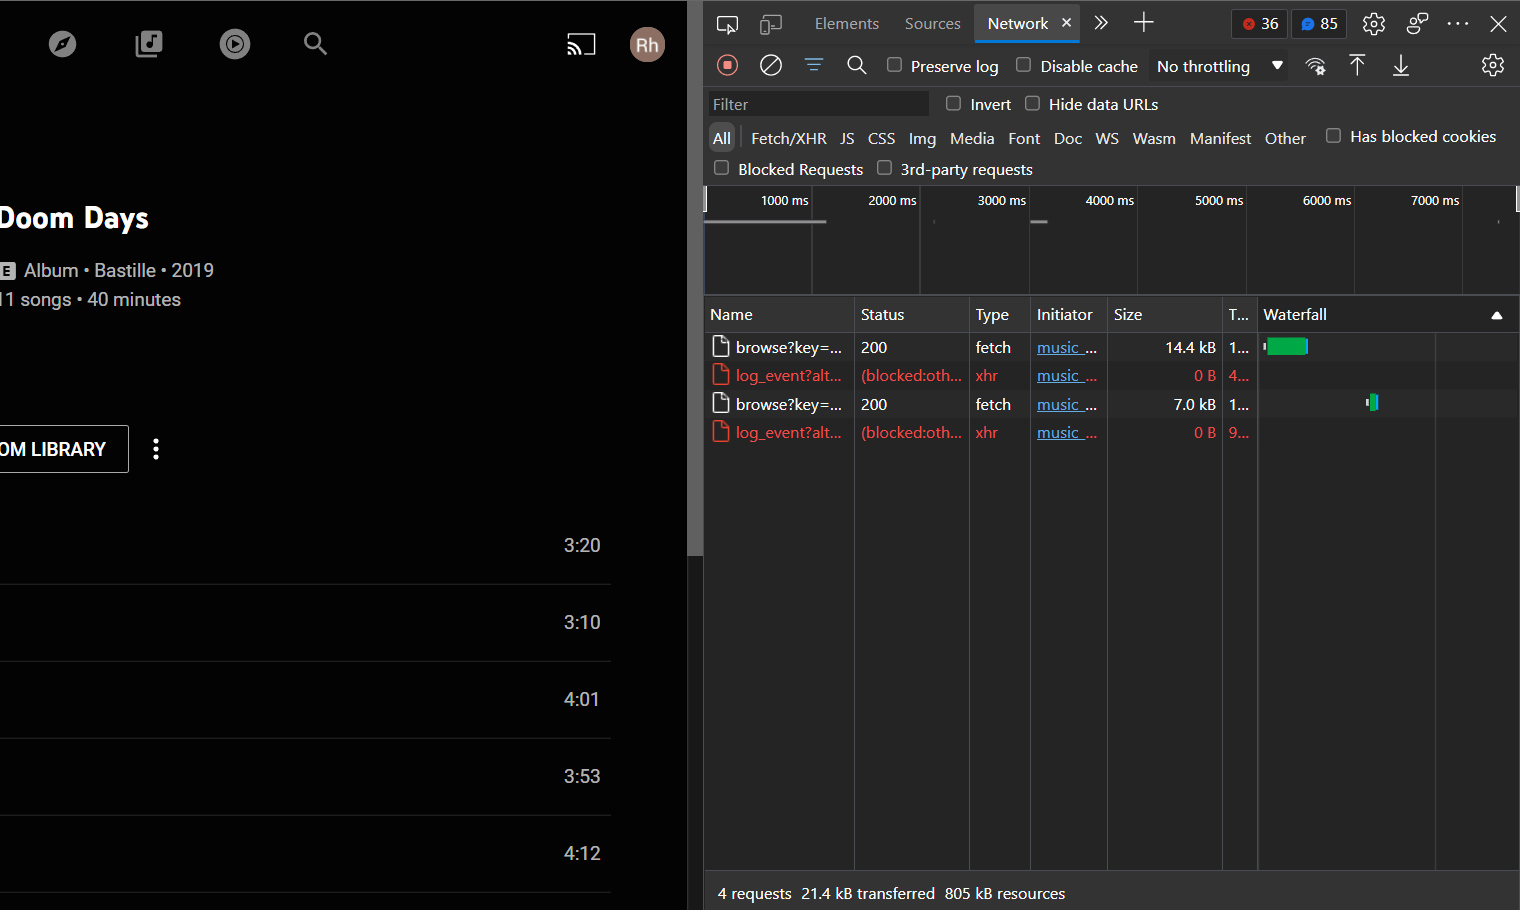 Rh
Doom Days
E Album • Bastille • 2019
11 songs • 40 minutes
OM LIBRARY
3:20
3:10
4:01
3:53
4:12
Elements Sources Network 36 85
Preserve log Disable cache No throttling
Filter Invert Hide data URLs
All Fetch/XHR JS CSS Img Media Font Doc WS Wasm Manifest Other Has blocked cookies
Blocked Requests 3rd-party requests
1000 ms 2000 ms 3000 ms 4000 ms 5000 ms 6000 ms 7000 ms
Name Status Type Initiator Size T... Waterfall
browse?key=... 200 fetch music_... 14.4 kB 1...
log_event?alt... (blocked:oth... xhr music_... 0 B 4...
browse?key=... 200 fetch music_... 7.0 kB 1...
log_event?alt... (blocked:oth... xhr music_... 0 B 9...
4 requests 21.4 kB transferred 805 kB resources